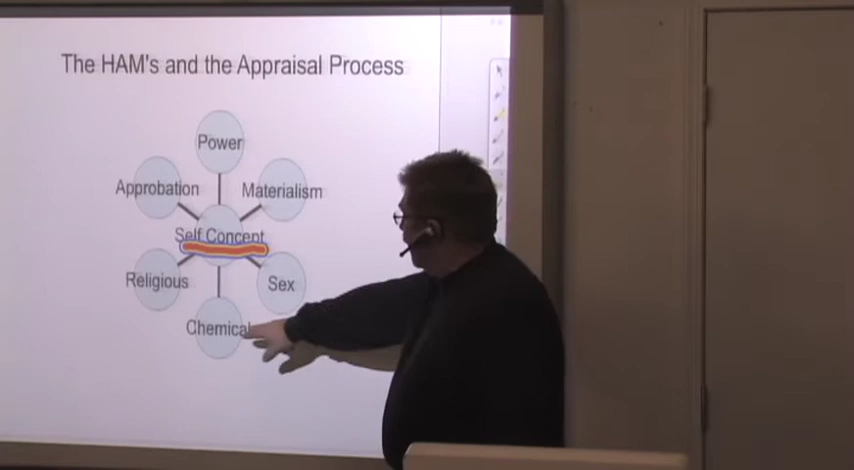 The HAM's and the Appraisal Process
Power
Approbation
Materialism
Self Concept
Religious
Sex
Chemical